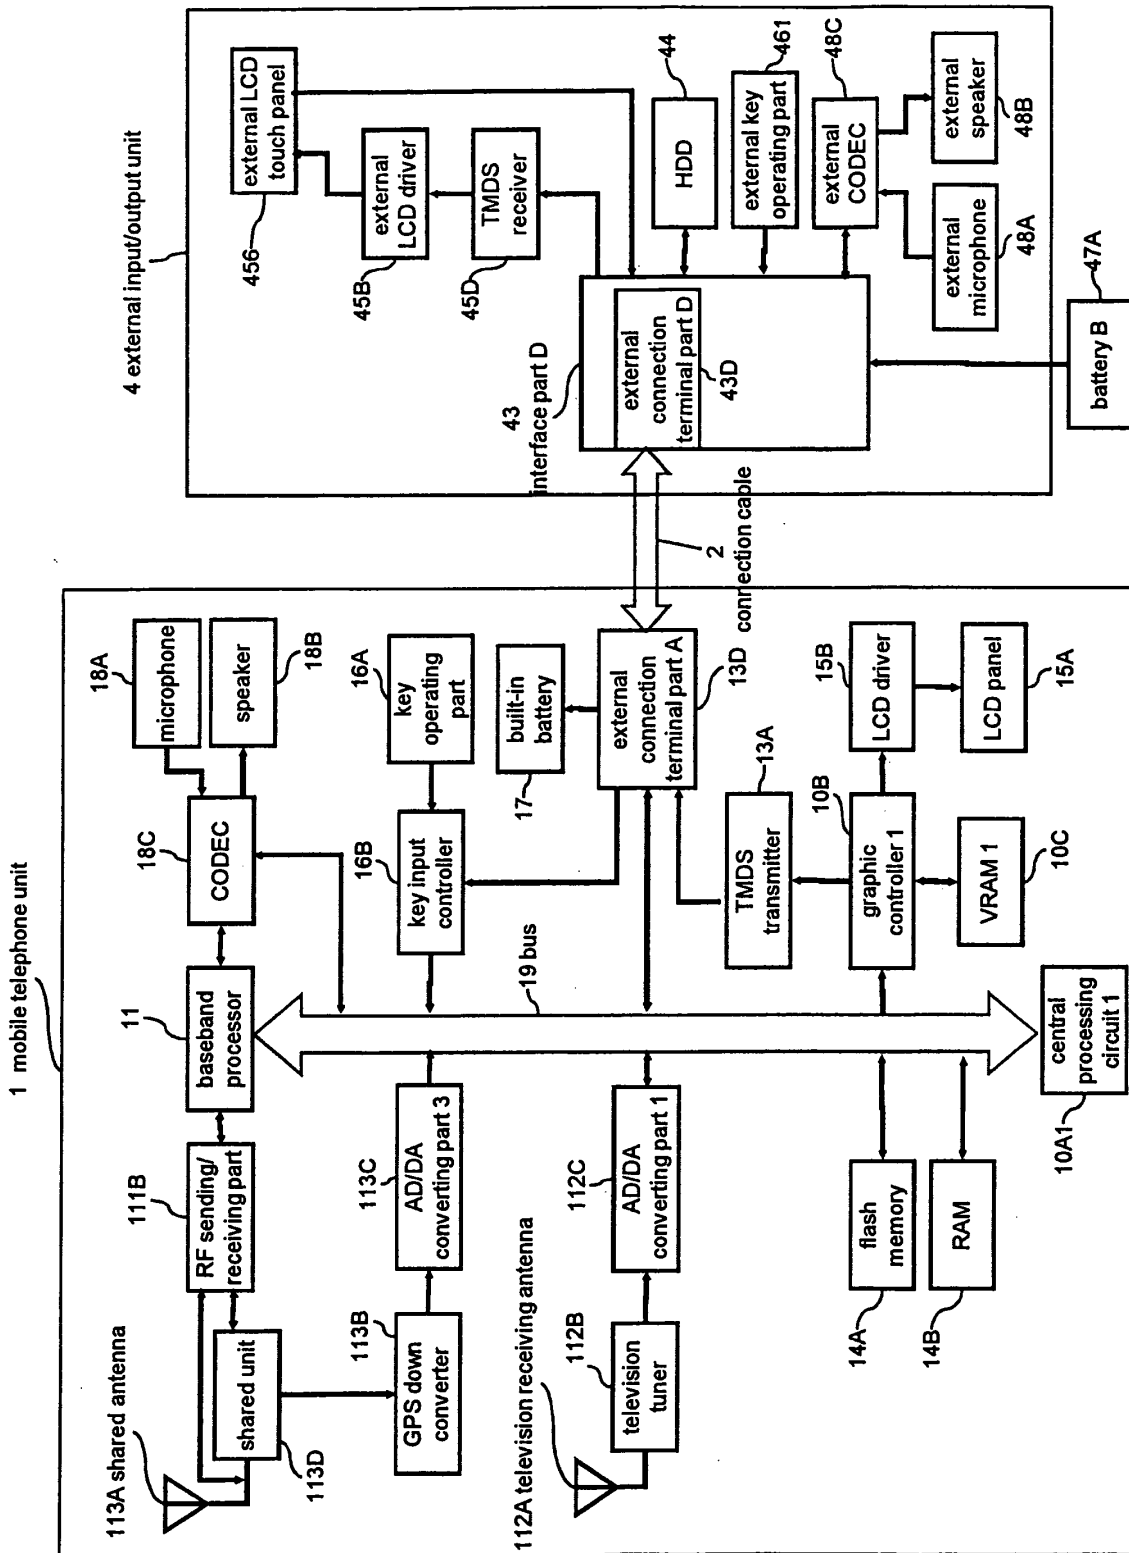 1 mobile telephone unit
113A shared antenna
shared unit
113D
111B
RF sending/
receiving part
11
baseband
processor
18C
CODEC
18A
microphone
speaker
18B
113B
GPS down
converter
113C
AD/DA
converting part 3
16B
key input
controller
16A
key
operating
part
112A television receiving antenna
112B
television
tuner
112C
AD/DA
converting part 1
19 bus
17
built-in
battery
external
connection
terminal part A
13D
13A
TMDS
transmitter
14A
flash
memory
14B
RAM
10A1
central
processing
circuit 1
10B
graphic
controller 1
VRAM 1
10C
15B
LCD driver
LCD panel
15A
2
connection cable
4 external input/output unit
456
external LCD
touch panel
45B
external
LCD driver
45D
TMDS
receiver
43
interface part D
external
connection
terminal part D
43D
44
HDD
461
external key
operating part
48C
external
CODEC
external
microphone
48A
external
speaker
48B
47A
battery B